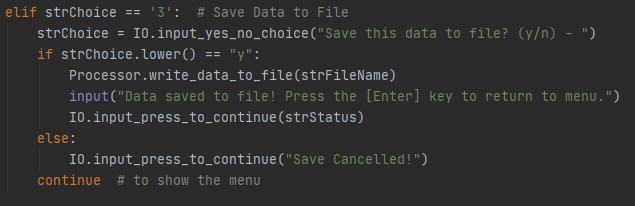 elif strChoice == '3':  # Save Data to File
    strChoice = IO.input_yes_no_choice("Save this data to file? (y/n) - ")
    if strChoice.lower() == "y":
        Processor.write_data_to_file(strFileName)
        input("Data saved to file! Press the [Enter] key to return to menu.")
        IO.input_press_to_continue(strStatus)
    else:
        IO.input_press_to_continue("Save Cancelled!")
    continue  # to show the menu